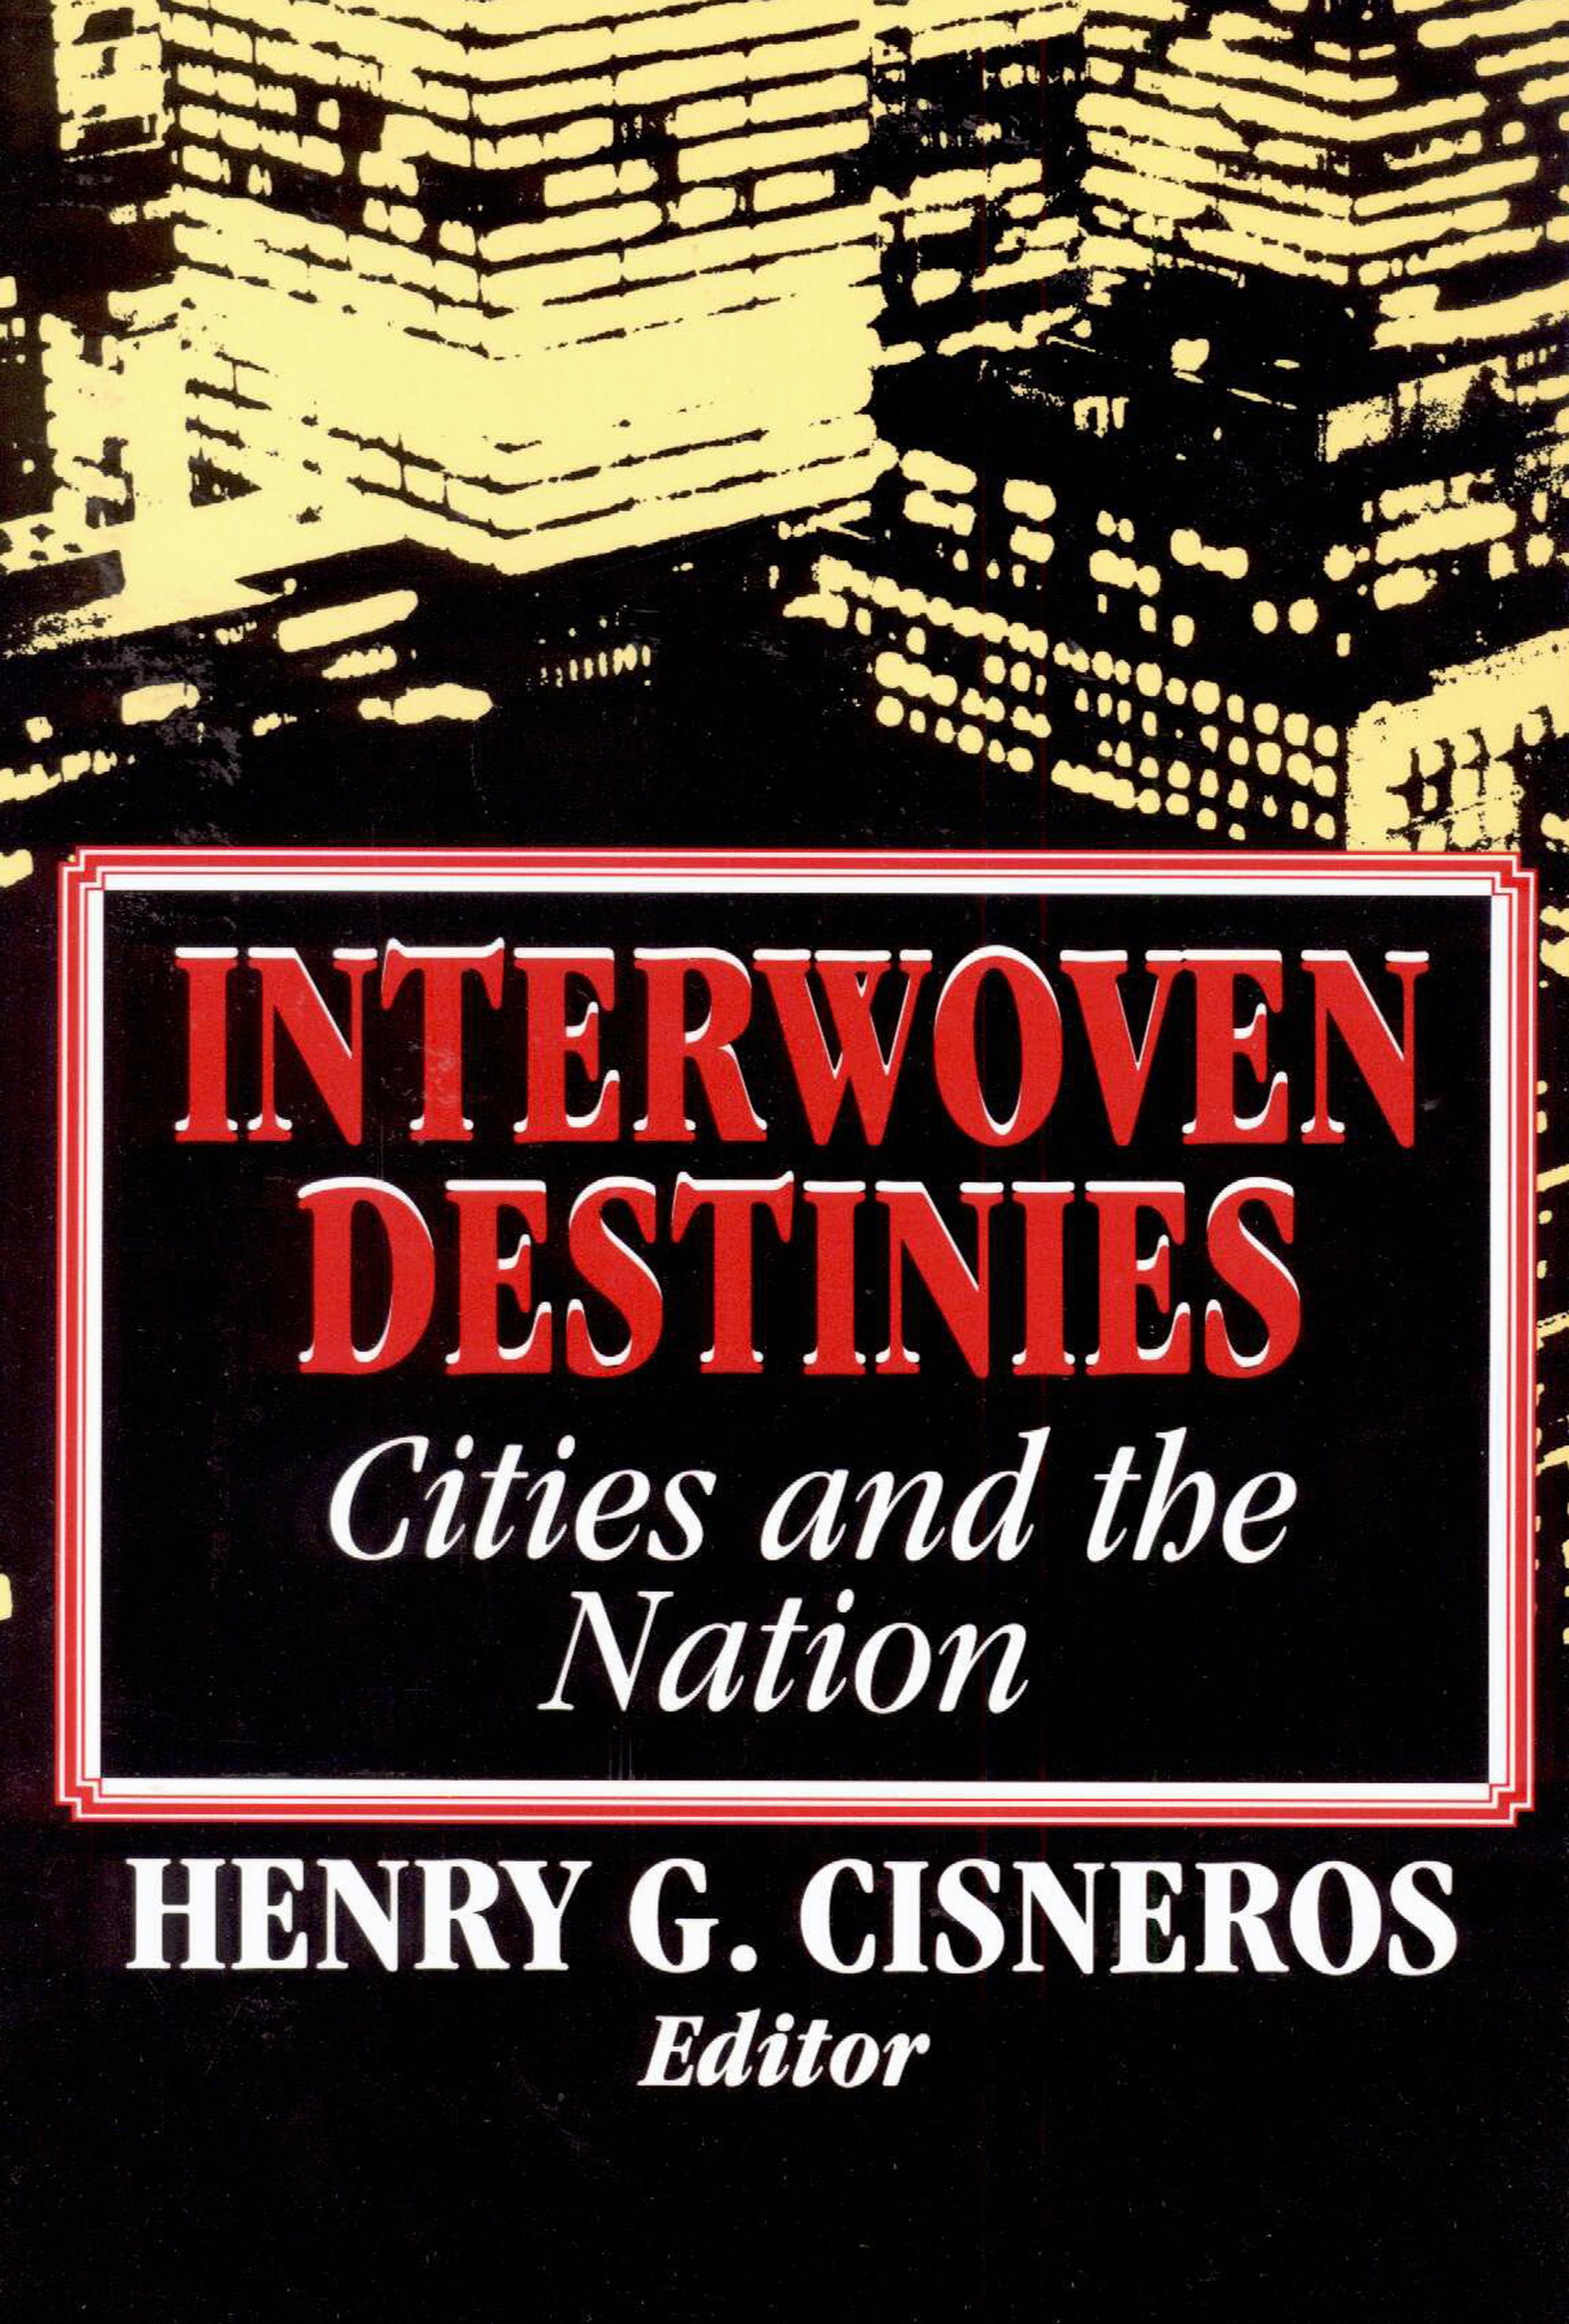 INTERWOVEN
DESTINIES
Cities and the
Nation
HENRY G. CISNEROS
Editor